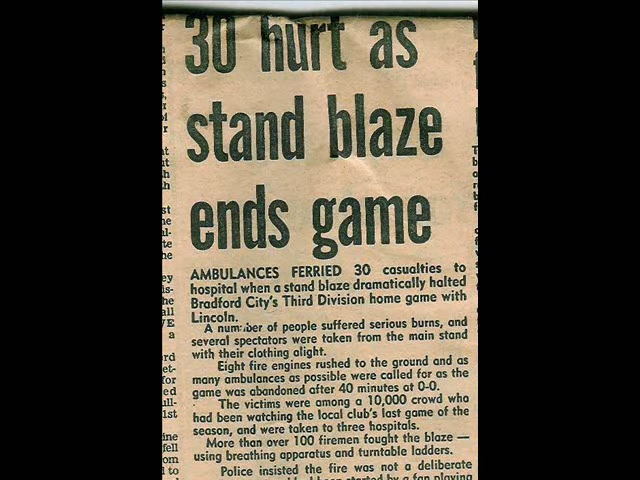 30 hurt as
stand blaze
ends game
AMBULANCES FERRIED 30 casualties to
hospital when a stand blaze dramatically halted
Bradford City's Third Division home game with
Lincoln.
A number of people suffered serious burns, and
several spectators were taken from the main stand
with their clothing alight.
Eight fire engines rushed to the ground and as
many ambulances as possible were called for as the
game was abandoned after 40 minutes at 0-0.
The victims were among a 10,000 crowd who
had been watching the local club's last game of the
season, and were taken to three hospitals.
More than over 100 firemen fought the blaze —
using breathing apparatus and turntable ladders.
Police insisted the fire was not a deliberate
started by a fan playing